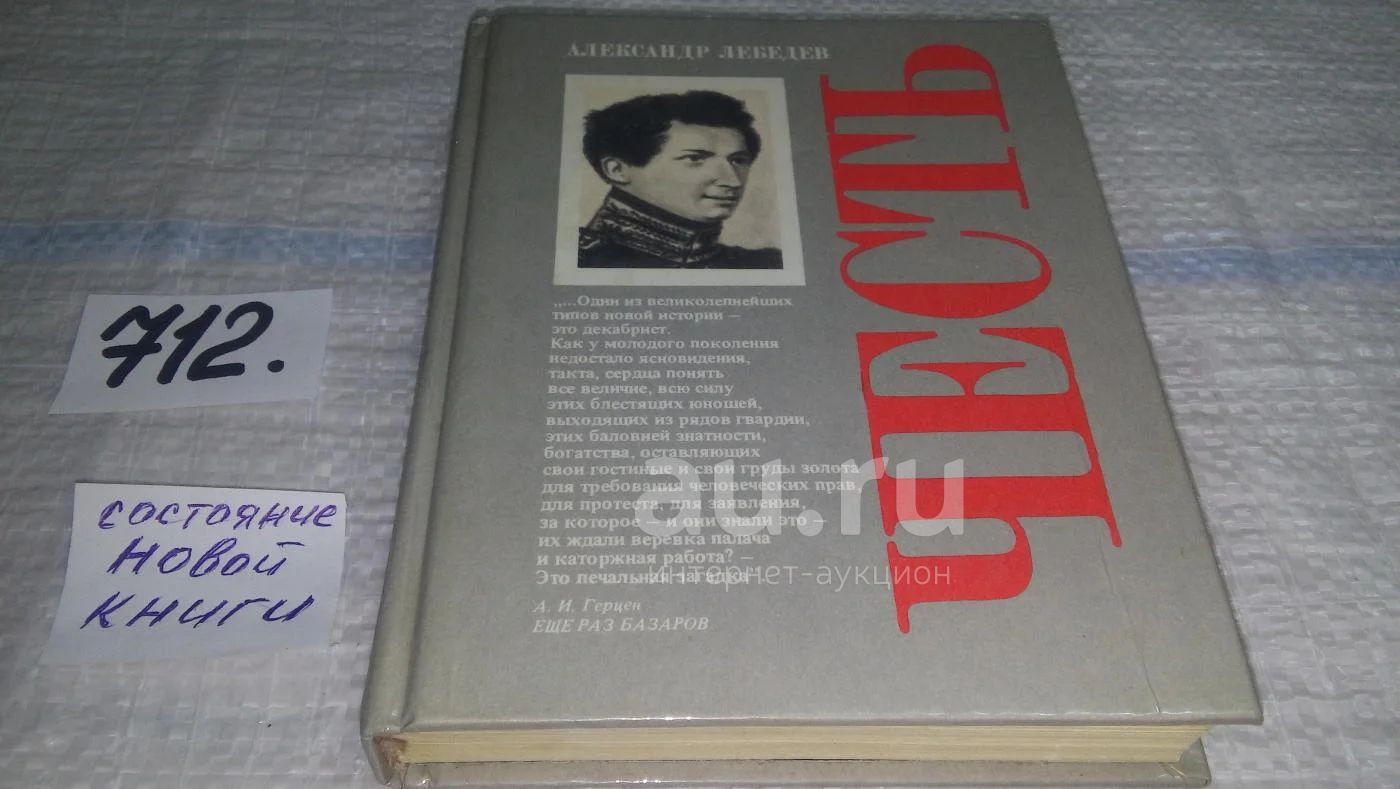 АЛЕКСАНДР ЛЕБЕДЕВ
ЧЕСТЬ
„...Один из великолепнейших
типов новой истории –
это декабрист.
Как у молодого поколения
недостало ясновидения,
такта, сердца понять
все величие, всю силу
этих блестящих юношей,
выходящих из рядов гвардии,
этих баловней знатности,
богатства, оставляющих
свои гостиные и свои груды золота
для требования человеческих прав,
для протеста, для заявления,
за которое – и они знали это –
их ждали веревка палача
и каторжная работа? –
Это печальная загадка"
А. И. Герцен
ЕЩЕ РАЗ БАЗАРОВ
712.
состояние
новой
книги
au.ru
интернет-аукцион